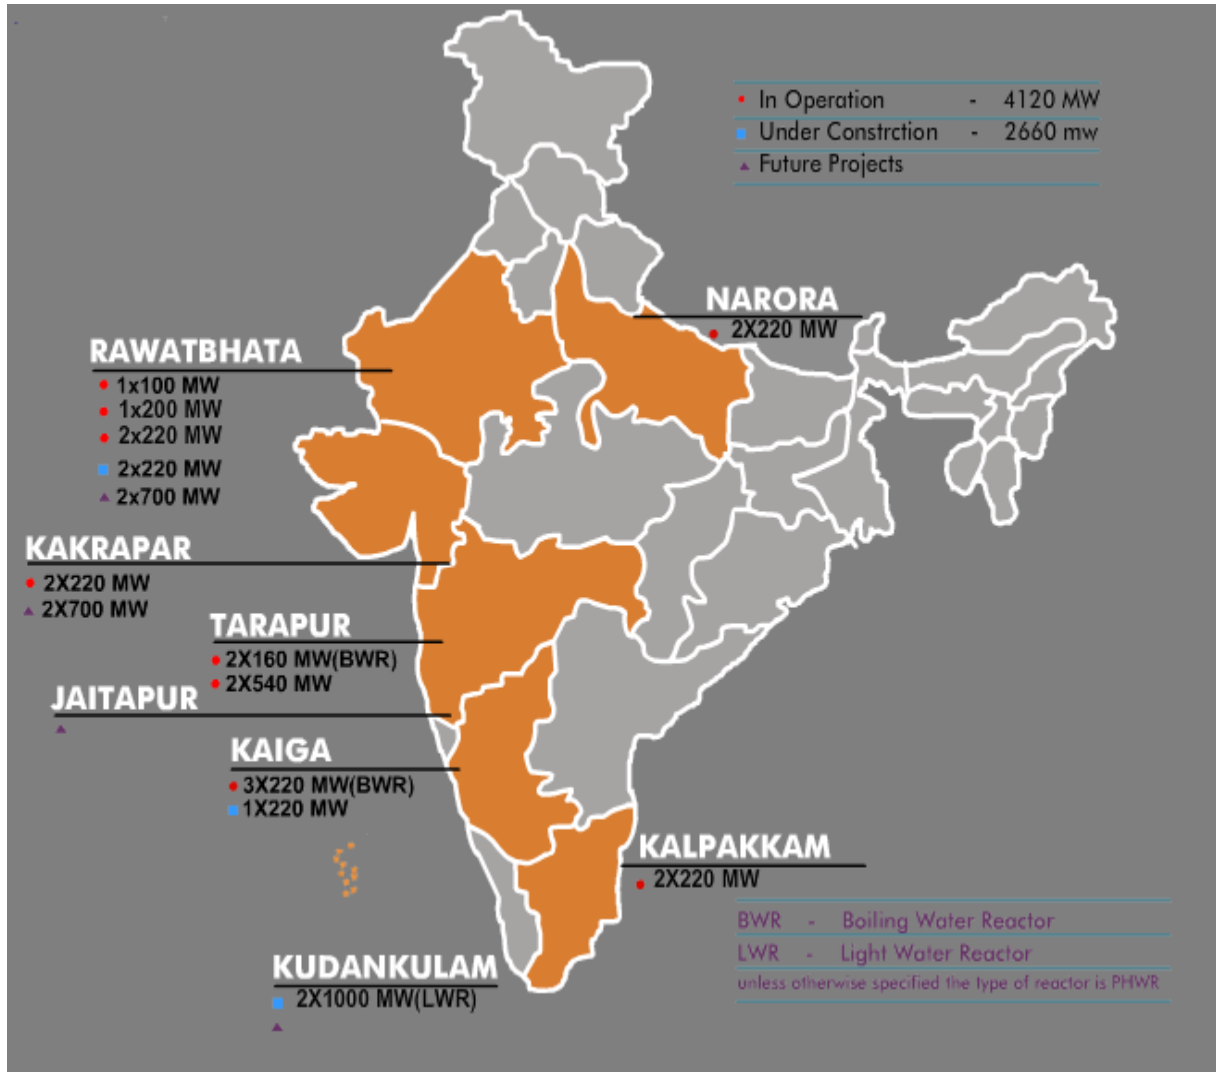 In Operation - 4120 MW
Under Constrction - 2660 mw
Future Projects
NARORA
2X220 MW
RAWATBHATA
1x100 MW
1x200 MW
2x220 MW
2x220 MW
2x700 MW
KAKRAPAR
2X220 MW
2X700 MW
TARAPUR
2X160 MW(BWR)
2X540 MW
JAITAPUR
KAIGA
3X220 MW(BWR)
1X220 MW
KALPAKKAM
2X220 MW
BWR - Boiling Water Reactor
LWR - Light Water Reactor
unless otherwise specified the type of reactor is PHWR
KUDANKULAM
2X1000 MW(LWR)